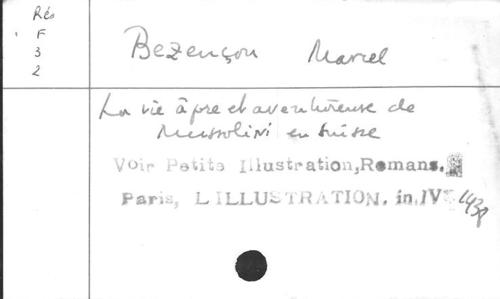 Rés
F
3
2
Bezençon Marcel
La vie âpre et aventureuse de
Mussolini en Suisse
Voir Petite Illustration, Romans.
Paris, L ILLUSTRATION. in IV° 1938